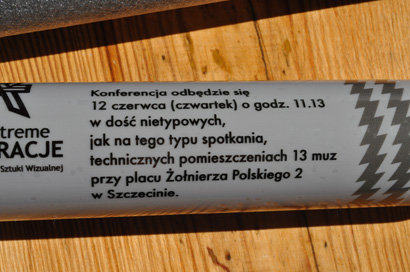 Konferencja odbędzie się
12 czerwca (czwartek) o godz. 11.13
w dość nietypowych,
jak na tego typu spotkania,
technicznych pomieszczeniach 13 muz
przy placu Żołnierza Polskiego 2
w Szczecinie.
treme
RACJE
Sztuki Wizualnej